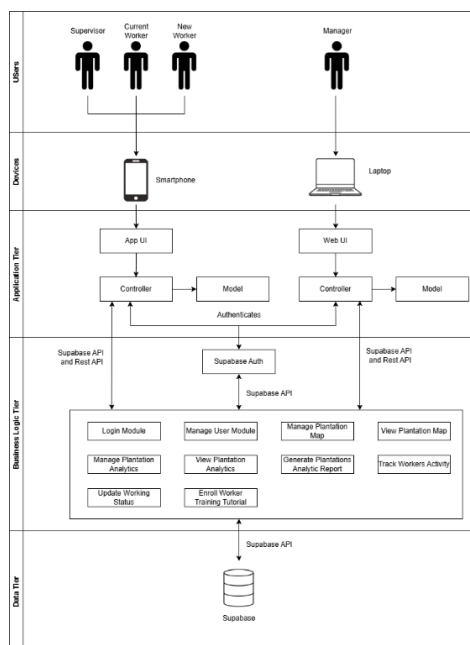 Supervisor
Current
Worker
New
Worker
Manager
USers
Devices
Smartphone
Laptop
Application Tier
App UI
Web UI
Controller
Model
Controller
Model
Authenticates
Business Logic Tier
Supabase API
and Rest API
Supabase Auth
Supabase API
and Rest API
Supabase API
Login Module
Manage User Module
Manage Plantation
Map
View Plantation Map
Manage Plantation
Analytics
View Plantation
Analytics
Generate Plantations
Analytic Report
Track Workers Activity
Update Working
Status
Enroll Worker
Training Tutorial
Data Tier
Supabase API
Supabase